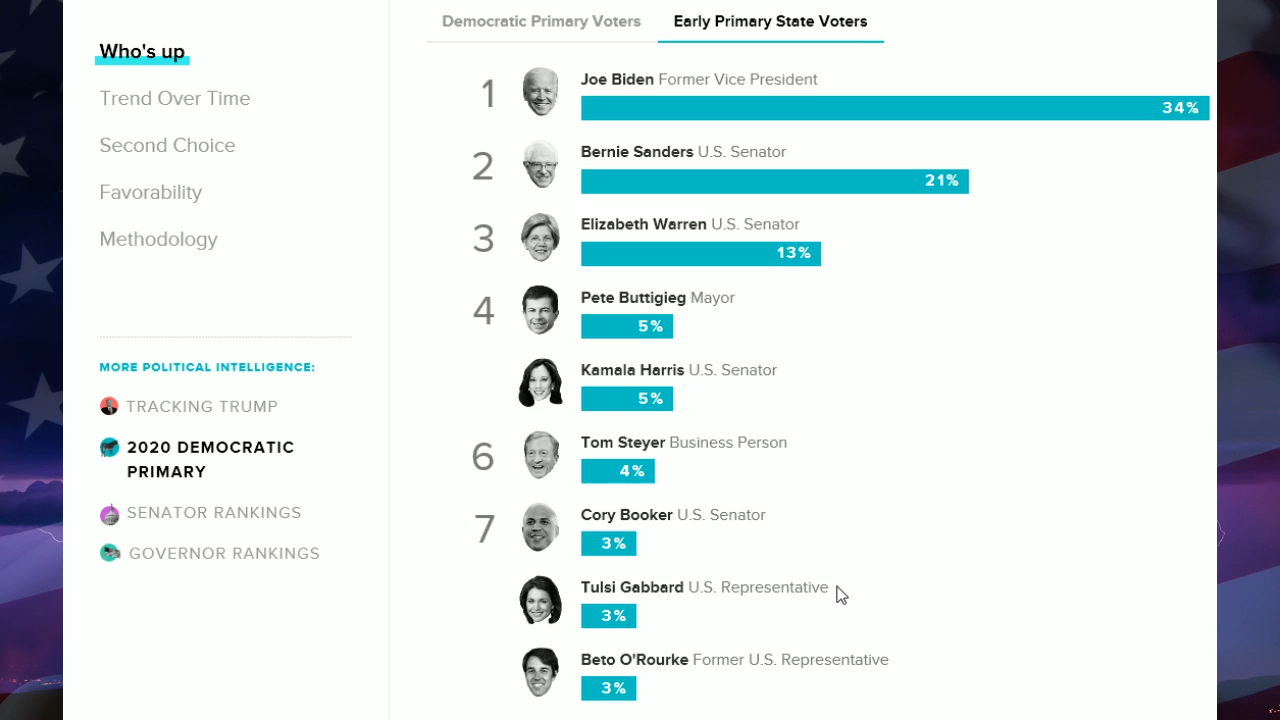 Democratic Primary Voters
Early Primary State Voters
Who's up
Trend Over Time
Second Choice
Favorability
Methodology
MORE POLITICAL INTELLIGENCE:
TRACKING TRUMP
2020 DEMOCRATIC
PRIMARY
SENATOR RANKINGS
GOVERNOR RANKINGS
1
Joe Biden Former Vice President
34%
2
Bernie Sanders U.S. Senator
21%
3
Elizabeth Warren U.S. Senator
13%
4
Pete Buttigieg Mayor
5%
Kamala Harris U.S. Senator
5%
6
Tom Steyer Business Person
4%
7
Cory Booker U.S. Senator
3%
Tulsi Gabbard U.S. Representative
3%
Beto O'Rourke Former U.S. Representative
3%